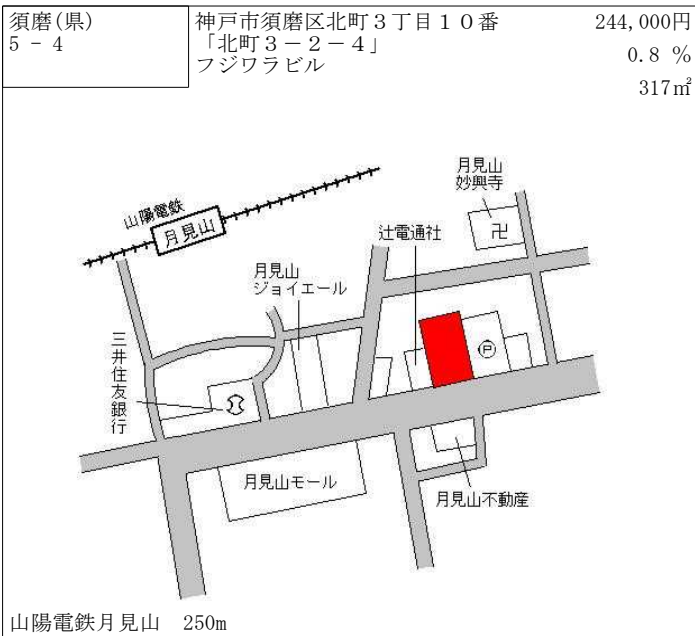 須磨(県)
5 - 4
神戸市須磨区北町3丁目10番
「北町3-2-4」
フジワラビル
244,000円
0.8 %
317㎡
山陽電鉄
月見山
月見山
妙興寺
卍
辻電通社
月見山
ジョイエール
三井住友銀行
P
月見山モール
月見山不動産
山陽電鉄月見山 250m